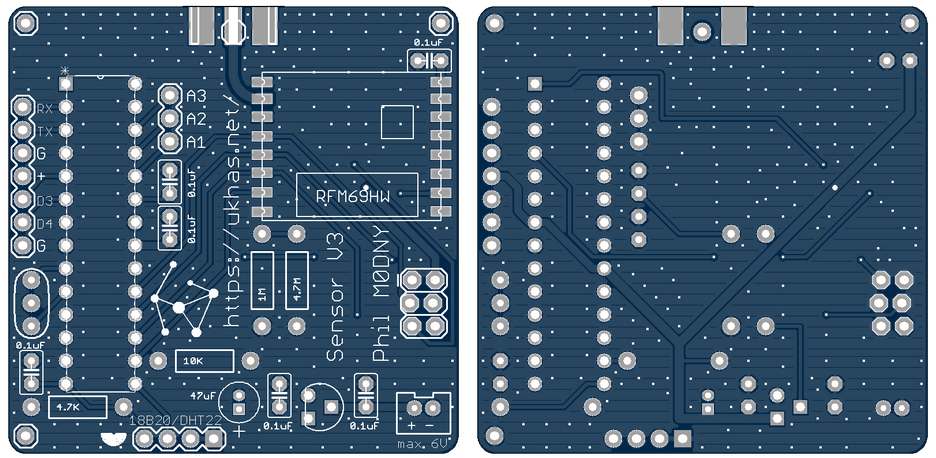 0.1uF
*
A3
A2
A1
RX
TX
G
+
D3
D4
G
0.1uF
0.1uF
https://ukhas.net/
RFM69HW
Sensor V3
Phil M0DNY
1M
4.7M
0.1uF
10K
4.7K
47uF
+
0.1uF
0.1uF
18B20/DHT22
+ -
max. 6V